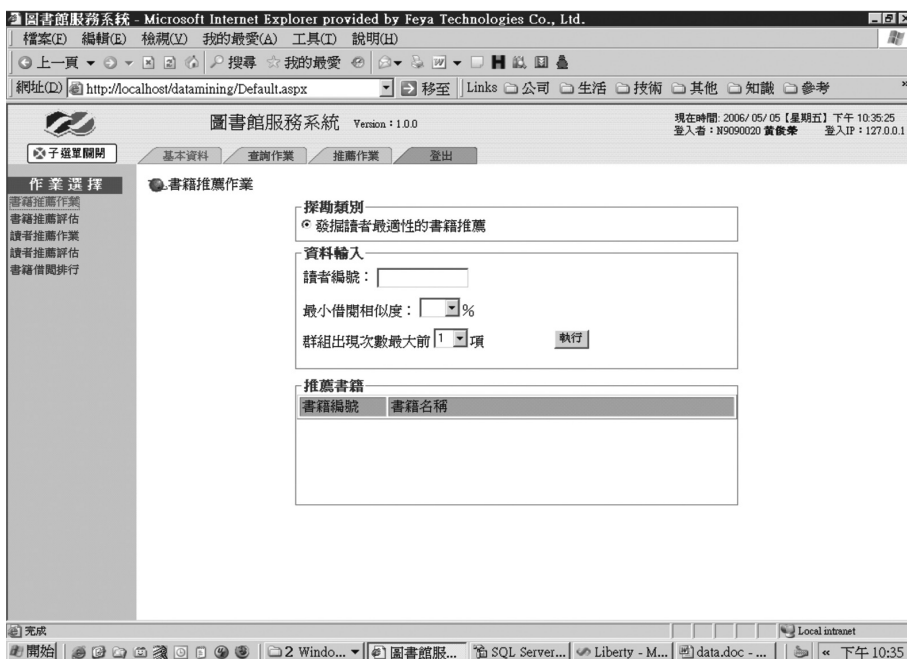 圖書館服務系統 - Microsoft Internet Explorer provided by Feya Technologies Co., Ltd.
檔案(F) 編輯(E) 檢視(V) 我的最愛(A) 工具(T) 說明(H)
上一頁 搜尋 我的最愛
網址(D) http://localhost/datamining/Default.aspx 移至 Links 公司 生活 技術 其他 知識 參考 »
圖書館服務系統 Version：1.0.0
現在時間: 2006/05/05【星期五】下午 10:35:25
登入者：N9090020 黃俊榮 登入IP：127.0.0.1
子選單關閉 基本資料 查詢作業 推薦作業 登出
作業選擇
書籍推薦作業
書籍推薦評估
讀者推薦作業
讀者推薦評估
書籍借閱排行
書籍推薦作業
探勘類別
發掘讀者最適性的書籍推薦
資料輸入
讀者編號：
最小借閱相似度： %
群組出現次數最大前 1 項 執行
推薦書籍
書籍編號 書籍名稱
完成 Local intranet
開始 2 Windo... 圖書館服... SQL Server... Liberty - M... data.doc - ... « 下午 10:35